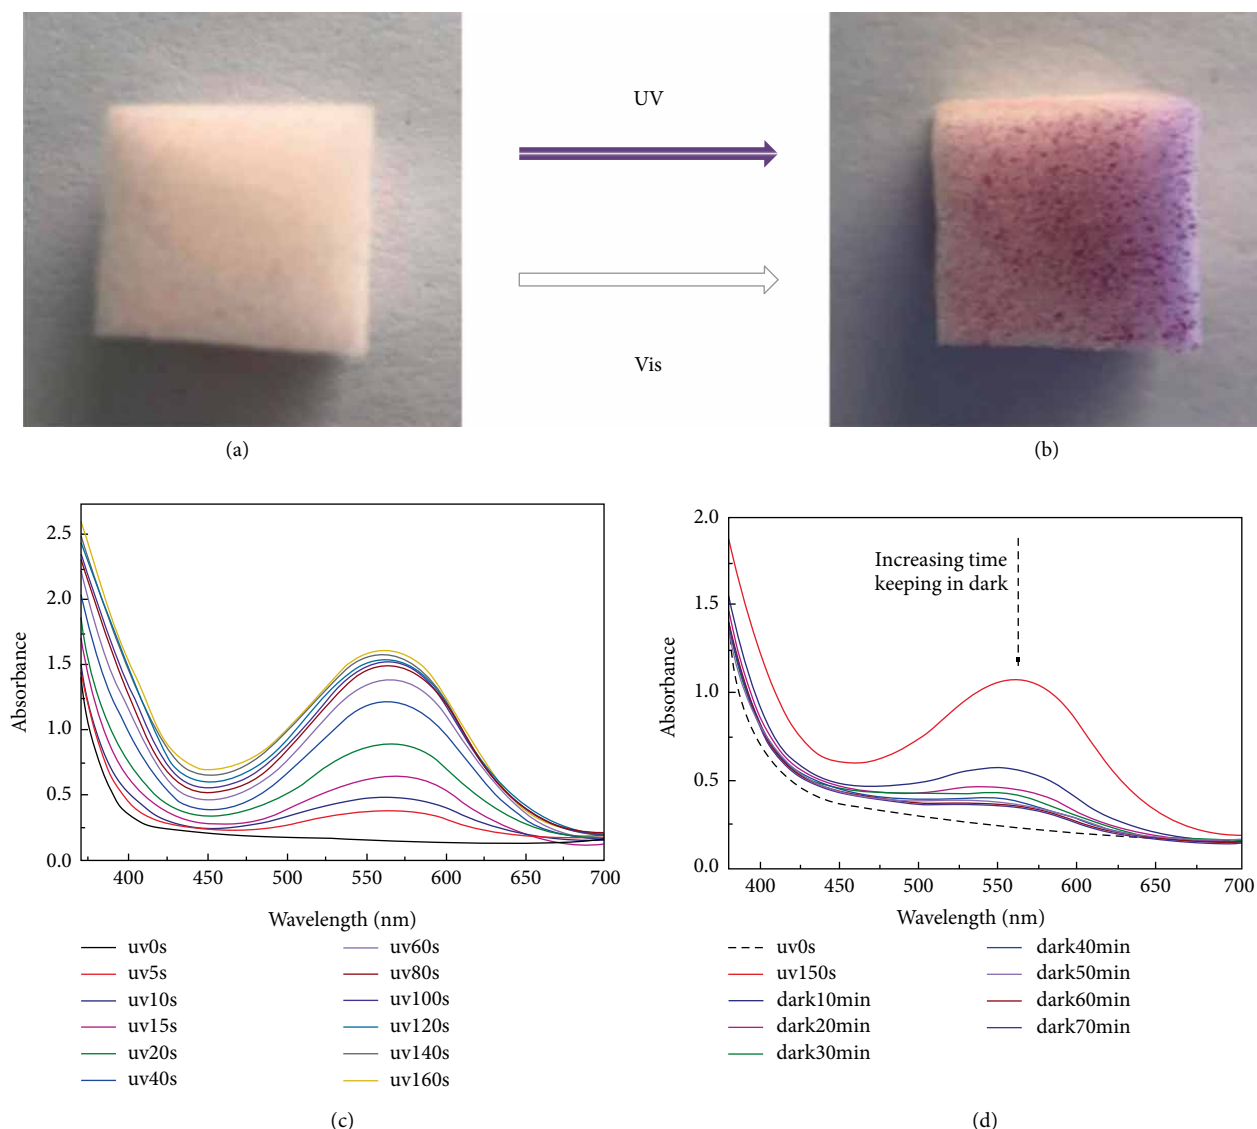 UV
Vis
(a)
(b)
2.5
2.0
1.5
1.0
0.5
0.0
Absorbance
400
450
500
550
600
650
700
Wavelength (nm)
uv0s
uv5s
uv10s
uv15s
uv20s
uv40s
uv60s
uv80s
uv100s
uv120s
uv140s
uv160s
(c)
2.0
1.5
1.0
0.5
0.0
Absorbance
Increasing time
keeping in dark
400
450
500
550
600
650
700
Wavelength (nm)
uv0s
uv150s
dark10min
dark20min
dark30min
dark40min
dark50min
dark60min
dark70min
(d)